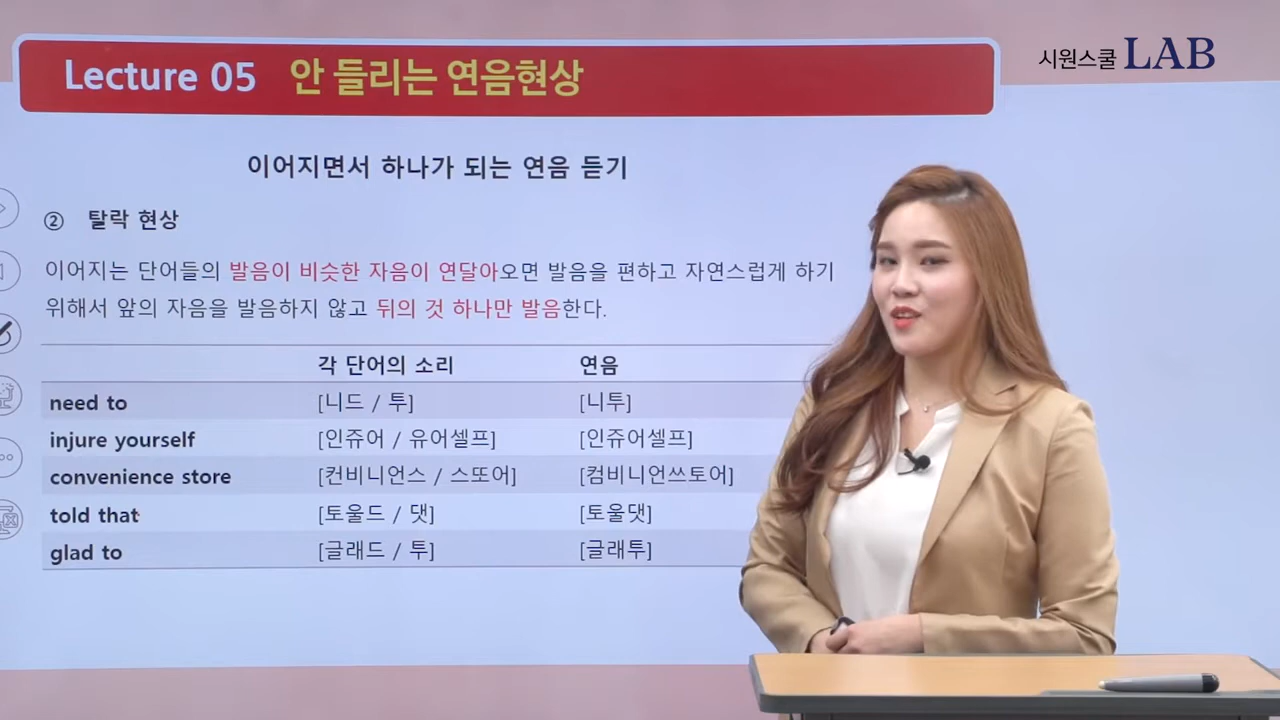 시원스쿨 LAB
Lecture 05 안 들리는 연음현상
이어지면서 하나가 되는 연음 듣기
② 탈락 현상
이어지는 단어들의 발음이 비슷한 자음이 연달아오면 발음을 편하고 자연스럽게 하기
위해서 앞의 자음을 발음하지 않고 뒤의 것 하나만 발음한다.
각 단어의 소리 연음
need to [니드 / 투] [니투]
injure yourself [인쥬어 / 유어셀프] [인쥬어셀프]
convenience store [컨비니언스 / 스또어] [컴비니언쓰토어]
told that [토울드 / 댓] [토울댓]
glad to [글래드 / 투] [글래투]